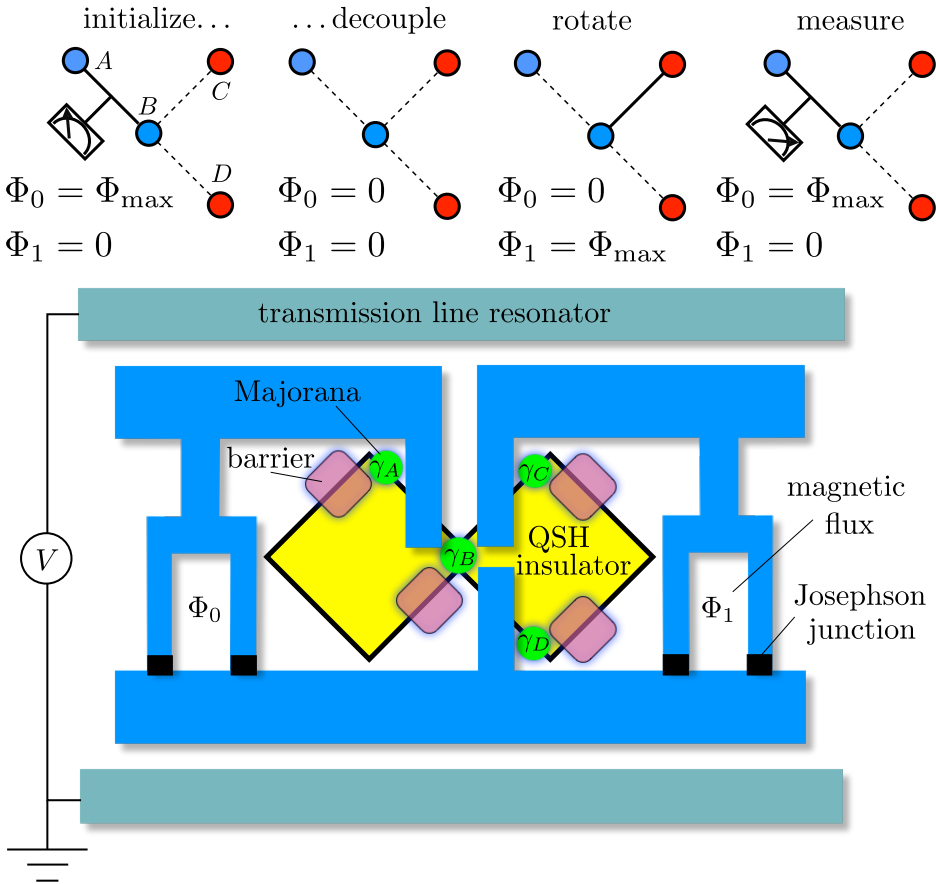 initialize... ...decouple rotate measure
A
B
C
D
Φ₀ = Φmax Φ₀ = 0 Φ₀ = 0 Φ₀ = Φmax
Φ₁ = 0 Φ₁ = 0 Φ₁ = Φmax Φ₁ = 0
transmission line resonator
Majorana
barrier
γA
γC
magnetic
flux
QSH
insulator
γB
V
Φ₀
Φ₁
Josephson
junction
γD